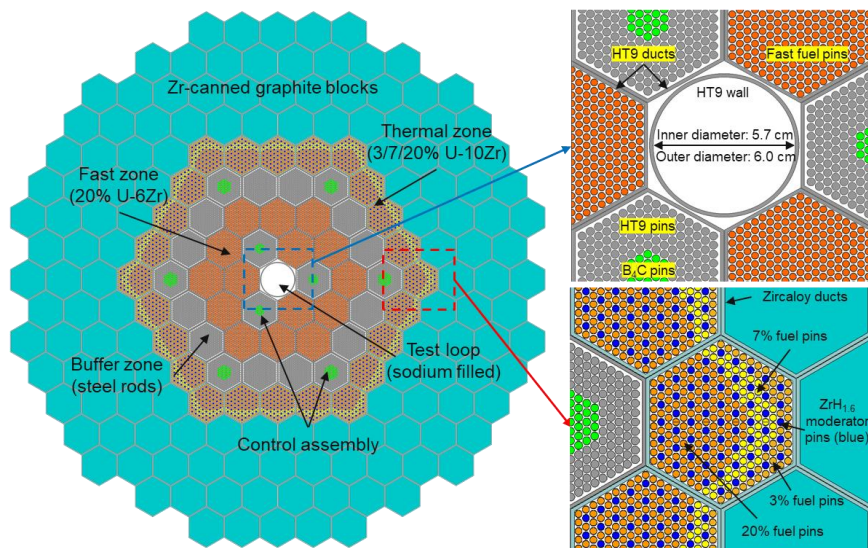 Zr-canned graphite blocks
Thermal zone
(3/7/20% U-10Zr)
Fast zone
(20% U-6Zr)
Buffer zone
(steel rods)
Test loop
(sodium filled)
Control assembly
HT9 ducts
Fast fuel pins
HT9 wall
Inner diameter: 5.7 cm
Outer diameter: 6.0 cm
HT9 pins
B₄C pins
Zircaloy ducts
7% fuel pins
ZrH₁.₆
moderator
pins (blue)
3% fuel pins
20% fuel pins